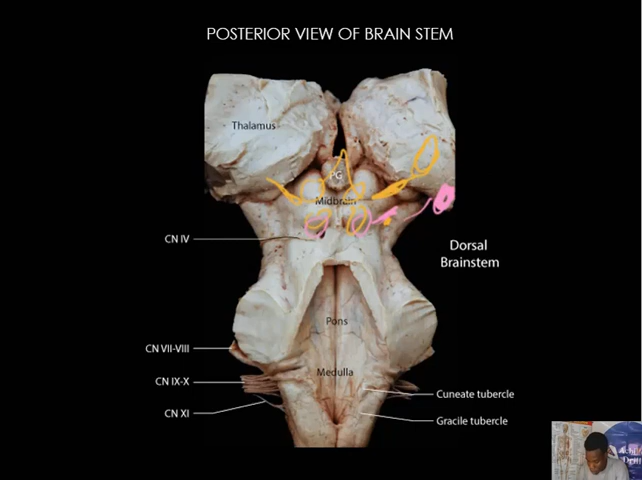 POSTERIOR VIEW OF BRAIN STEM
Thalamus
PG
Midbrain
CN IV
Dorsal
Brainstem
Pons
CN VII-VIII
Medulla
CN IX-X
Cuneate tubercle
CN XI
Gracile tubercle